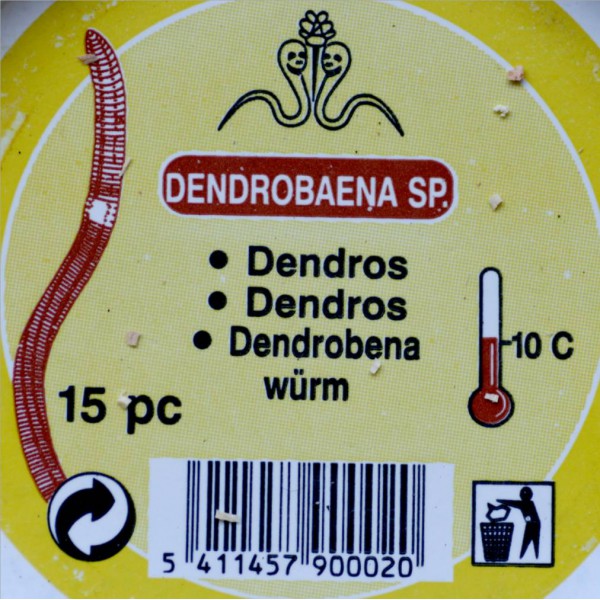 DENDROBAENA SP.
• Dendros
• Dendros
• Dendrobena
würm
10 C
15 pc
5 411457 900020